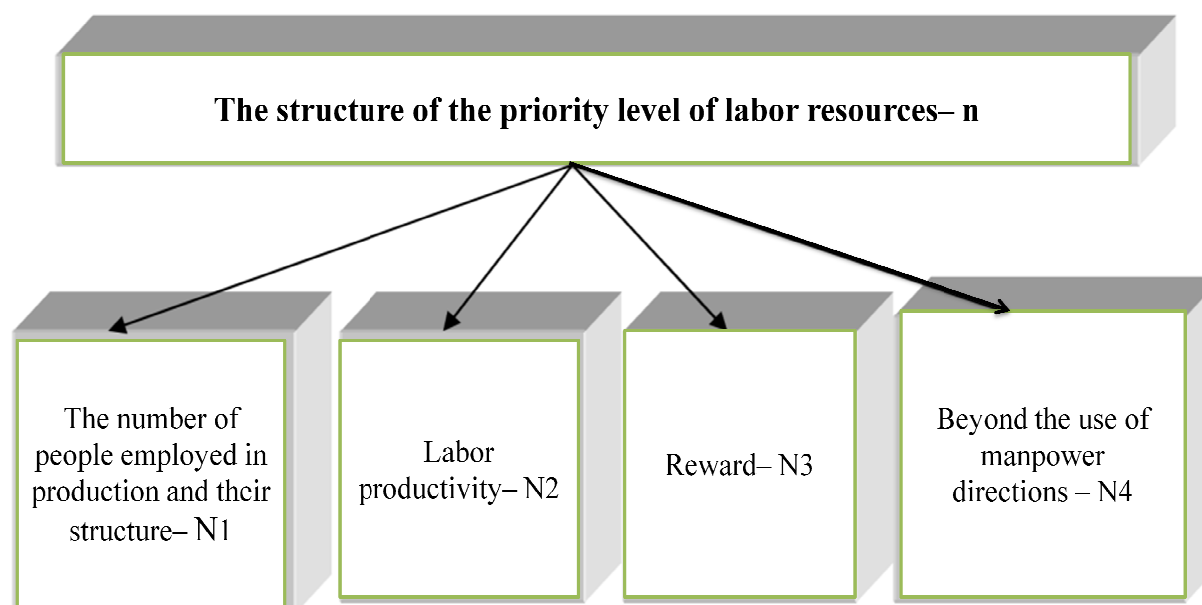 The structure of the priority level of labor resources– n
The number of
people employed in
production and their
structure– N1
Labor
productivity– N2
Reward– N3
Beyond the use of
manpower
directions – N4